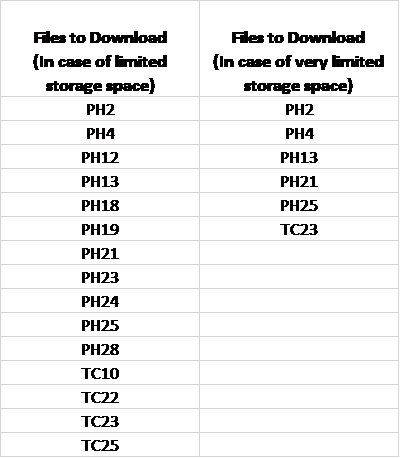 Files to Download
(In case of limited
storage space)
Files to Download
(In case of very limited
storage space)
PH2 PH2
PH4 PH4
PH12 PH13
PH13 PH21
PH18 PH25
PH19 TC23
PH21
PH23
PH24
PH25
PH28
TC10
TC22
TC23
TC25